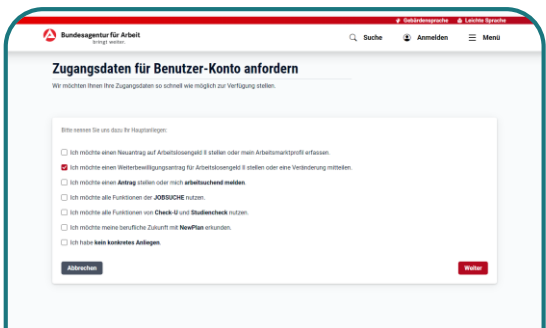 Gebärdensprache Leichte Sprache
Bundesagentur für Arbeit
bringt weiter.
Suche Anmelden Menü
Zugangsdaten für Benutzer-Konto anfordern
Wir möchten Ihnen Ihre Zugangsdaten so schnell wie möglich zur Verfügung stellen.
Bitte nennen Sie uns dazu Ihr Hauptanliegen:
Ich möchte einen Neuantrag auf Arbeitslosengeld II stellen oder mein Arbeitsmarktprofil erfassen.
Ich möchte einen Weiterbewilligungsantrag für Arbeitslosengeld II stellen oder eine Veränderung mitteilen.
Ich möchte einen Antrag stellen oder mich arbeitsuchend melden.
Ich möchte alle Funktionen der JOBSUCHE nutzen.
Ich möchte alle Funktionen von Check-U und Studiencheck nutzen.
Ich möchte meine berufliche Zukunft mit NewPlan erkunden.
Ich habe kein konkretes Anliegen.
Abbrechen Weiter